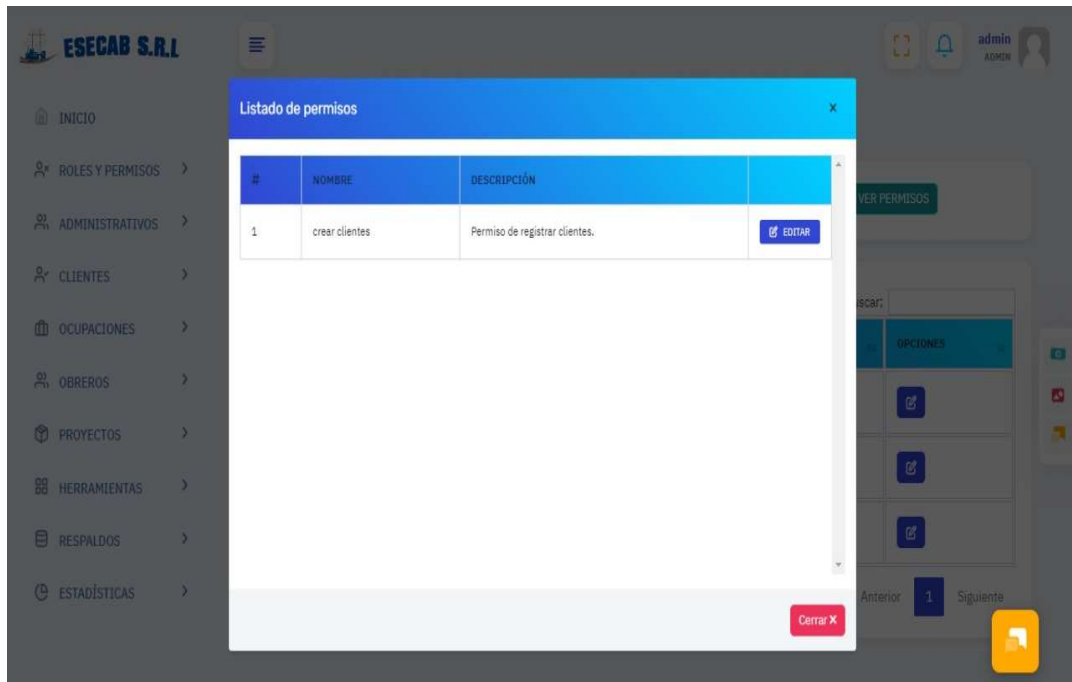 ESECAB S.R.L
admin
ADMIN
INICIO
ROLES Y PERMISOS
ADMINISTRATIVOS
CLIENTES
OCUPACIONES
OBREROS
PROYECTOS
HERRAMIENTAS
RESPALDOS
ESTADÍSTICAS
Listado de permisos ×
# NOMBRE DESCRIPCIÓN
1 crear clientes Permiso de registrar clientes. EDITAR
Cerrar X
VER PERMISOS
OPCIONES
Anterior 1 Siguiente